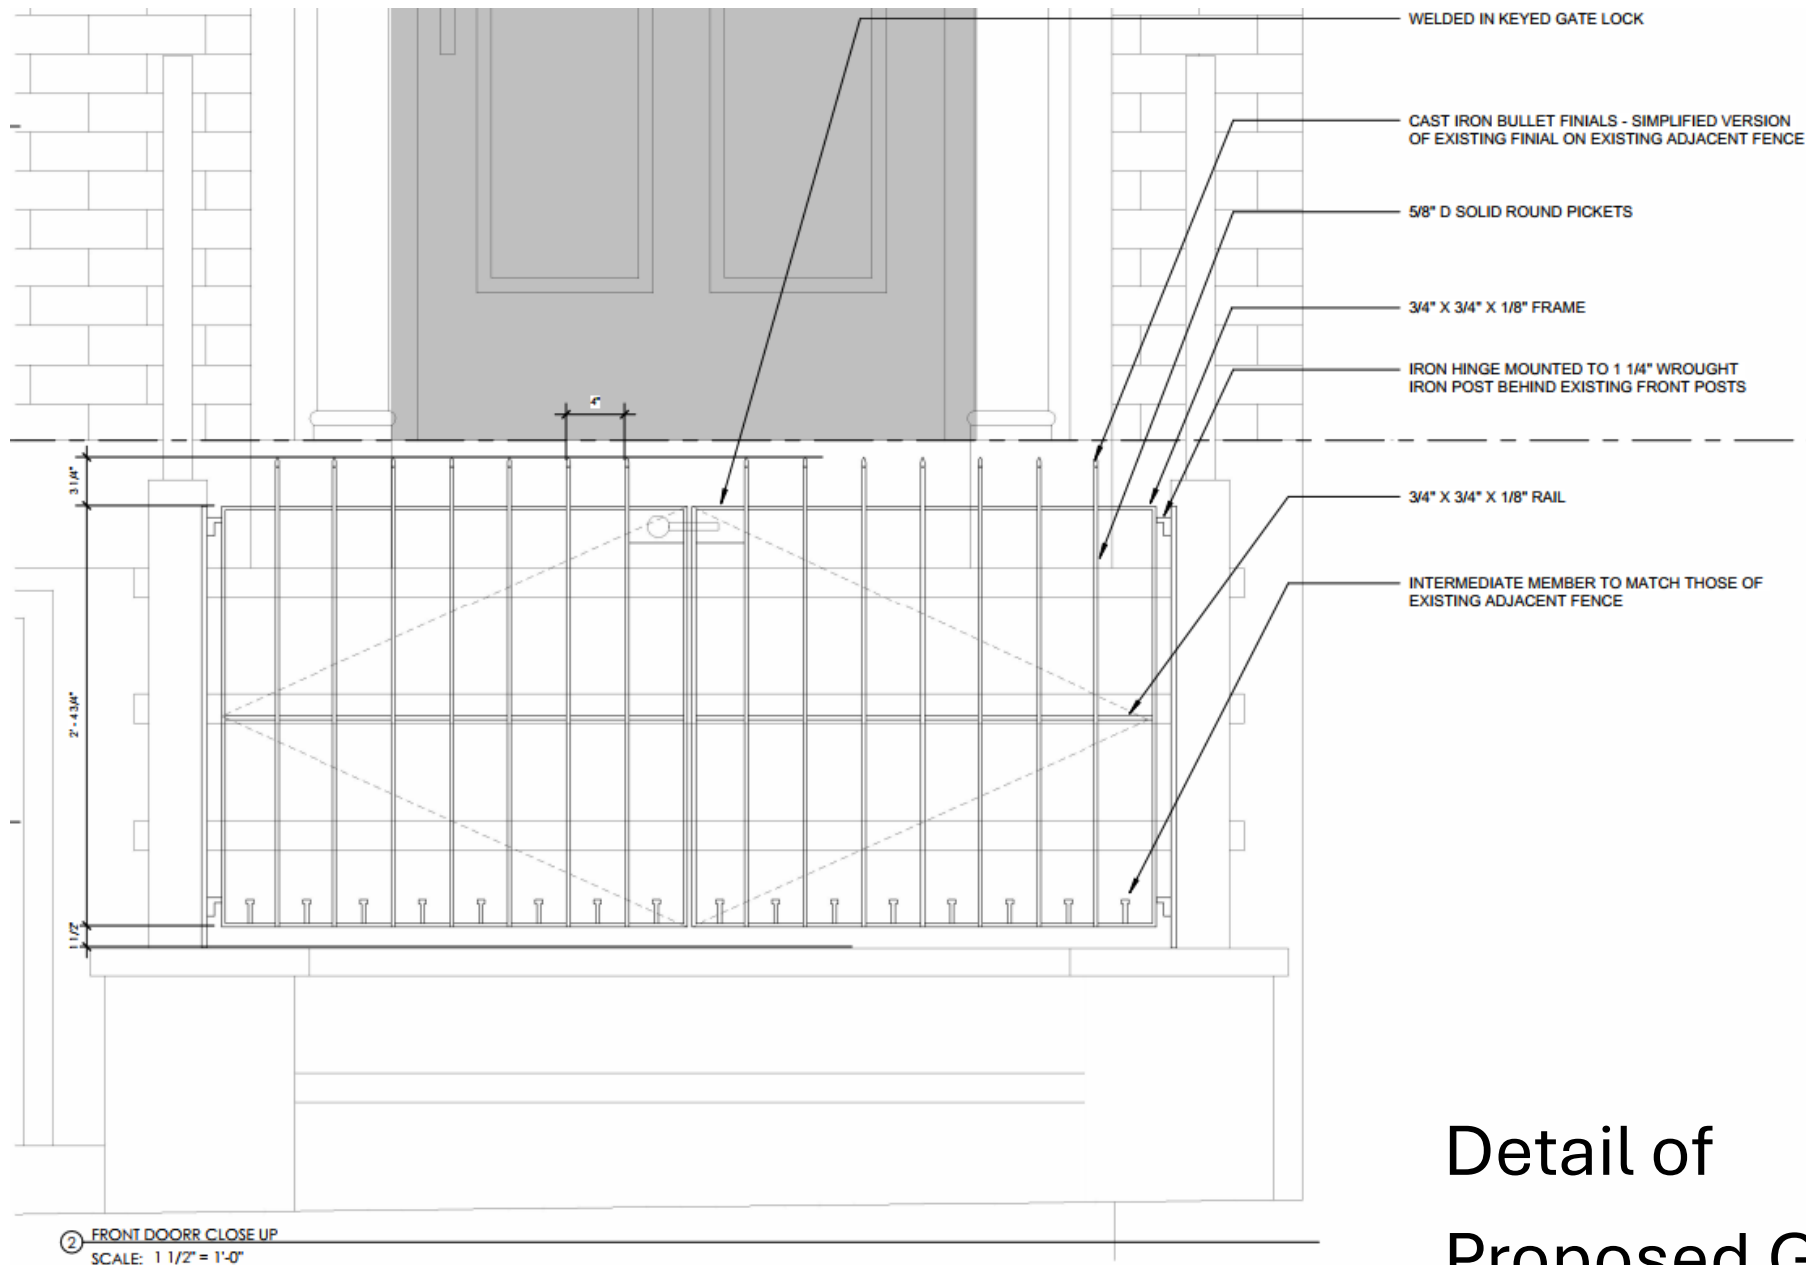 WELDED IN KEYED GATE LOCK
CAST IRON BULLET FINIALS - SIMPLIFIED VERSION
OF EXISTING FINIAL ON EXISTING ADJACENT FENCE
5/8" D SOLID ROUND PICKETS
3/4" X 3/4" X 1/8" FRAME
IRON HINGE MOUNTED TO 1 1/4" WROUGHT
IRON POST BEHIND EXISTING FRONT POSTS
4"
3 1/4"
3/4" X 3/4" X 1/8" RAIL
INTERMEDIATE MEMBER TO MATCH THOSE OF
EXISTING ADJACENT FENCE
2' - 4 3/4"
1 1/2"
Detail of
Proposed G
2 FRONT DOORR CLOSE UP
SCALE: 1 1/2" = 1'-0"